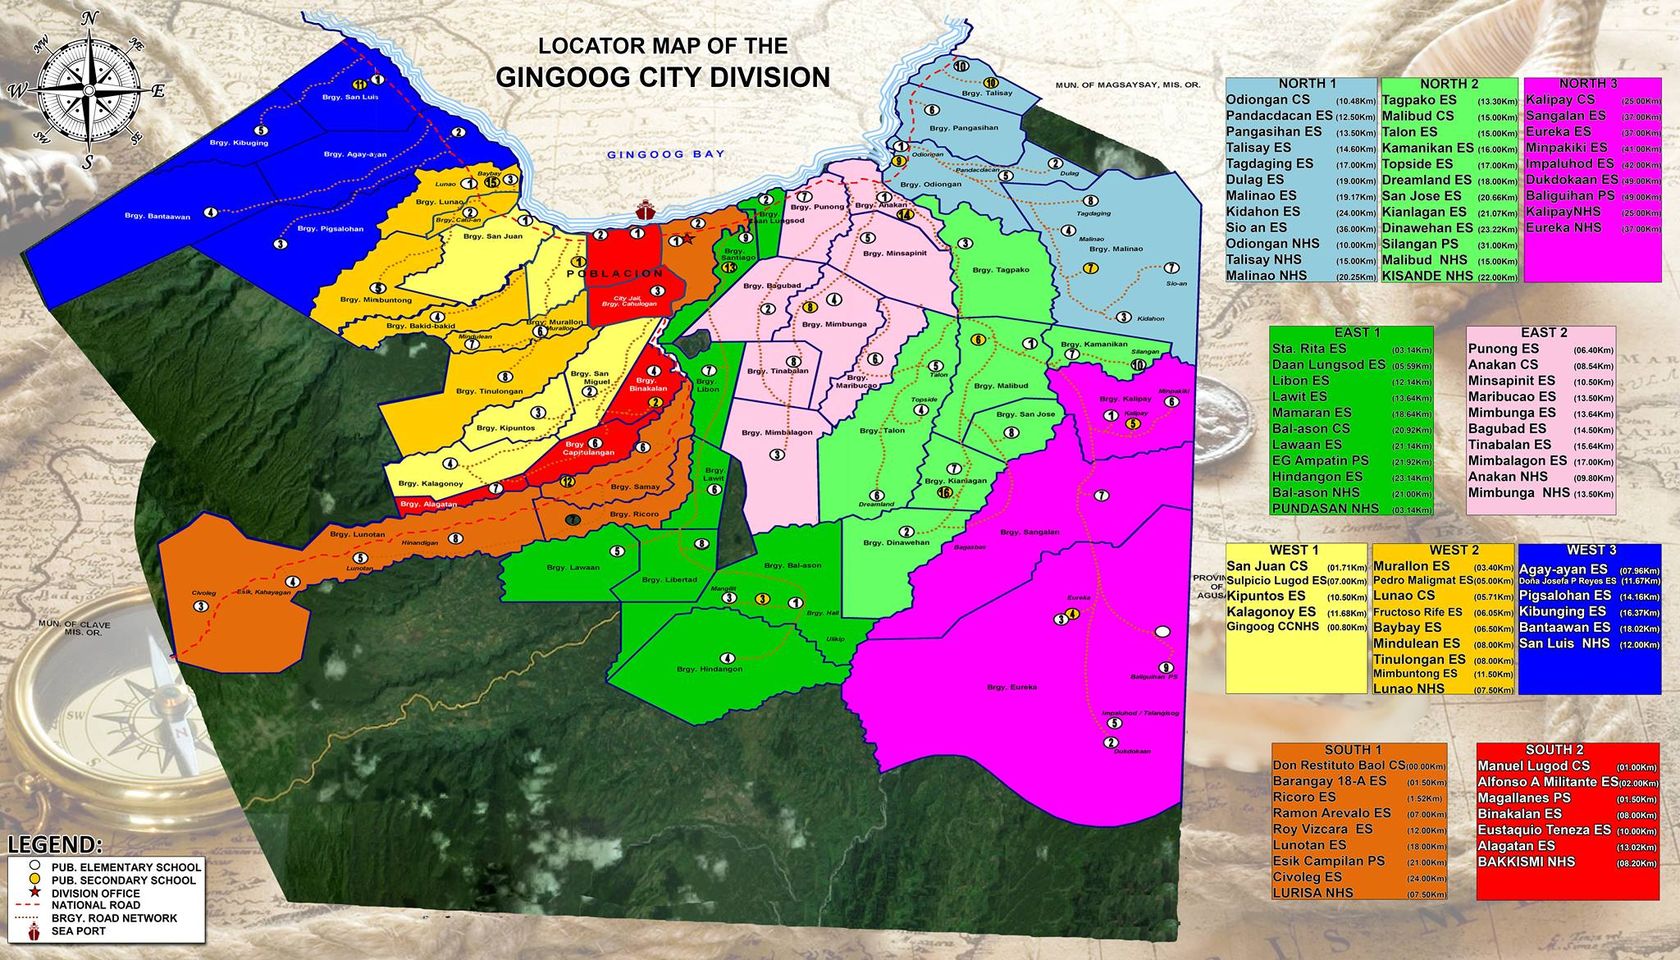 LOCATOR MAP OF THE
GINGOOG CITY DIVISION
N
NE
E
SE
S
SW
W
NW
MUN. OF MAGSAYSAY, MIS. OR.
GINGOOG BAY
Brgy. San Luis
Brgy. Kibuging
Brgy. Agay-ayan
Brgy. Bantaawan
Brgy. Pigsalohan
Lunao
Baybay
Brgy. Lunao
Brgy. San Juan
Brgy. Mimbuntong
Brgy. Bakid-bakid
Brgy. Murallon
Murallon
Mindulean
Brgy. Tinulongan
Brgy. San Miguel
Brgy. Kipuntos
Brgy. Kalagonoy
Brgy. Alagatan
POBLACION
City Jail,
Brgy. Cahulogan
Brgy. Binakalan
Brgy. Capitulangan
Brgy. Samay
Brgy. Ricoro
Brgy. Lunotan
Hinandigan
Lunotan
Esik, Kahayagan
Civoleg
MUN. OF CLAVE
MIS. OR.
Brgy. Santiago
Brgy. Libon
Brgy. Lawit
Brgy. Lawaan
Brgy. Libertad
Brgy. Bal-ason
Brgy. Hall
Brgy. Hindangon
Brgy. Punong
Brgy. Anakan
Brgy. Minsapinit
Brgy. Bagubad
Brgy. Mimbunga
Brgy. Tinabalan
Brgy. Maribucao
Brgy. Mimbalagon
Brgy. Talisay
Brgy. Pangasihan
Odiongan
Pandacdacan
Dulag
Brgy. Odiongan
Tagdaging
Malinao
Brgy. Malinao
Sio-an
Kidahon
Brgy. Tagpako
Brgy. Kamanikan
Silangan
Talon
Brgy. Malibud
Topside
Brgy. San Jose
Brgy. Talon
Brgy. Kianlagan
Dreamland
Brgy. Dinawehan
Bagasbas
Minpakiki
Brgy. Kalipay
Kalipay
Brgy. Sangalan
Eureka
Baliguihan PS
Brgy. Eureka
Impaluhod / Talangisog
Dukdokaan
NORTH 1
Odiongan CS (10.48Km)
Pandacdacan ES (12.50Km)
Pangasihan ES (13.50Km)
Talisay ES (14.60Km)
Tagdaging ES (17.00Km)
Dulag ES (19.00Km)
Malinao ES (19.17Km)
Kidahon ES (24.00Km)
Sio an ES (36.00Km)
Odiongan NHS (10.00Km)
Talisay NHS (15.00Km)
Malinao NHS (20.25Km)
NORTH 2
Tagpako ES (13.30Km)
Malibud CS (15.00Km)
Talon ES (15.00Km)
Kamanikan ES (16.00Km)
Topside ES (17.00Km)
Dreamland ES (18.00Km)
San Jose ES (20.66Km)
Kianlagan ES (21.07Km)
Dinawehan ES (23.22Km)
Silangan PS (31.00Km)
Malibud NHS (15.00Km)
KISANDE NHS (22.00Km)
NORTH 3
Kalipay CS (25.00Km)
Sangalan ES (37.00Km)
Eureka ES (37.00Km)
Minpakiki ES (41.00Km)
Impaluhod ES (42.00Km)
Dukdokaan ES (49.00Km)
Baliguihan PS (49.00Km)
KalipayNHS (25.00Km)
Eureka NHS (37.00Km)
EAST 1
Sta. Rita ES (03.14Km)
Daan Lungsod ES (05.59Km)
Libon ES (12.14Km)
Lawit ES (13.64Km)
Mamaran ES (18.64Km)
Bal-ason CS (20.92Km)
Lawaan ES (21.14Km)
EG Ampatin PS (21.92Km)
Hindangon ES (23.14Km)
Bal-ason NHS (21.00Km)
PUNDASAN NHS (03.14Km)
EAST 2
Punong ES (06.40Km)
Anakan CS (08.54Km)
Minsapinit ES (10.50Km)
Maribucao ES (13.50Km)
Mimbunga ES (13.64Km)
Bagubad ES (14.50Km)
Tinabalan ES (15.64Km)
Mimbalagon ES (17.00Km)
Anakan NHS (09.80Km)
Mimbunga NHS (13.50Km)
WEST 1
San Juan CS (01.71Km)
Sulpicio Lugod ES (07.00Km)
Kipuntos ES (10.50Km)
Kalagonoy ES (11.68Km)
Gingoog CCNHS (00.80Km)
WEST 2
Murallon ES (03.40Km)
Pedro Maligmat ES (05.00Km)
Lunao CS (05.71Km)
Fructoso Rife ES (06.05Km)
Baybay ES (06.50Km)
Mindulean ES (08.00Km)
Tinulongan ES (08.00Km)
Mimbuntong ES (11.50Km)
Lunao NHS (07.50Km)
WEST 3
Agay-ayan ES (07.96Km)
Doña Josefa P Reyes ES (11.67Km)
Pigsalohan ES (14.16Km)
Kibunging ES (16.37Km)
Bantaawan ES (18.02Km)
San Luis NHS (12.00Km)
SOUTH 1
Don Restituto Baol CS (00.00Km)
Barangay 18-A ES (01.50Km)
Ricoro ES (1.52Km)
Ramon Arevalo ES (07.00Km)
Roy Vizcara ES (12.00Km)
Lunotan ES (18.00Km)
Esik Campilan PS (21.00Km)
Civoleg ES (24.00Km)
LURISA NHS (07.50Km)
SOUTH 2
Manuel Lugod CS (01.00Km)
Alfonso A Militante ES (02.00Km)
Magallanes PS (01.50Km)
Binakalan ES (08.00Km)
Eustaquio Teneza ES (10.00Km)
Alagatan ES (13.02Km)
BAKKISMI NHS (08.20Km)
LEGEND:
PUB. ELEMENTARY SCHOOL
PUB. SECONDARY SCHOOL
DIVISION OFFICE
NATIONAL ROAD
BRGY. ROAD NETWORK
SEA PORT